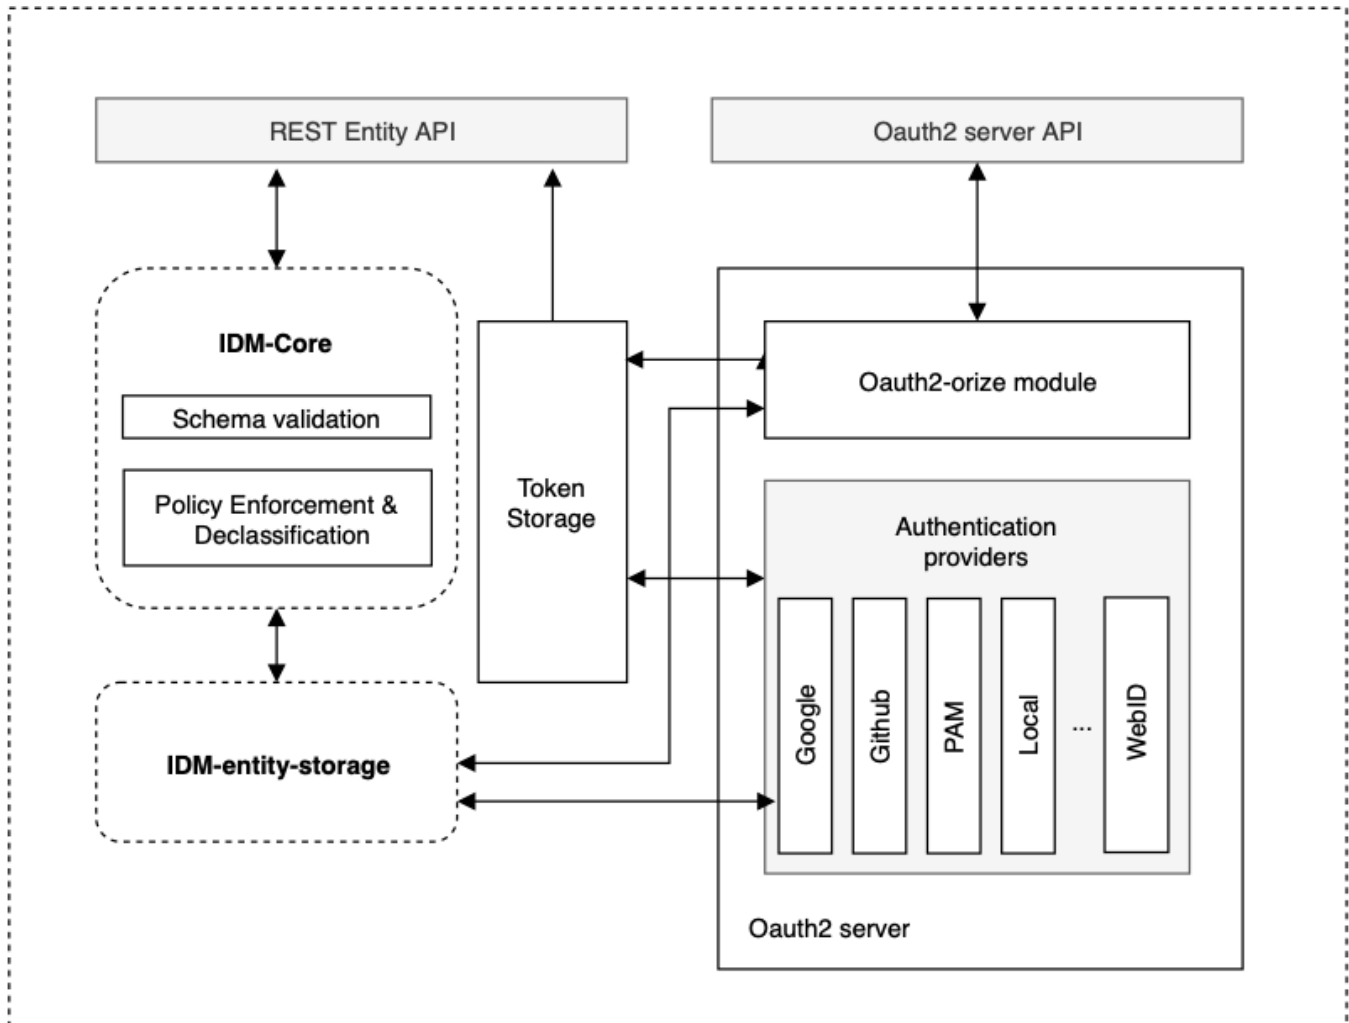 REST Entity API
Oauth2 server API
IDM-Core
Schema validation
Policy Enforcement &
Declassification
Token
Storage
Oauth2-orize module
Authentication
providers
Google
Github
PAM
Local
...
WebID
IDM-entity-storage
Oauth2 server